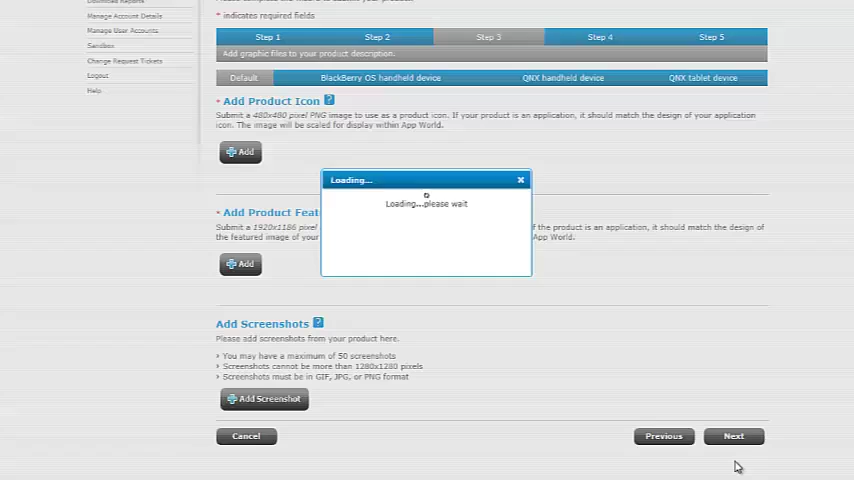 Manage Account Details
Manage User Accounts
Sandbox
Change Request Tickets
Logout
Help
* indicates required fields
Step 1 Step 2 Step 3 Step 4 Step 5
Add graphic files to your product description.
Default BlackBerry OS handheld device QNX handheld device QNX tablet device
* Add Product Icon ?
Submit a 480x480 pixel PNG image to use as a product icon. If your product is an application, it should match the design of your application
icon. The image will be scaled for display within App World.
Add
Loading...
Loading...please wait
* Add Product Feat
Submit a 1920x1186 pixel f the product is an application, it should match the design of
the featured image of your App World.
Add
Add Screenshots ?
Please add screenshots from your product here.
You may have a maximum of 50 screenshots
Screenshots cannot be more than 1280x1280 pixels
Screenshots must be in GIF, JPG, or PNG format
Add Screenshot
Cancel Previous Next